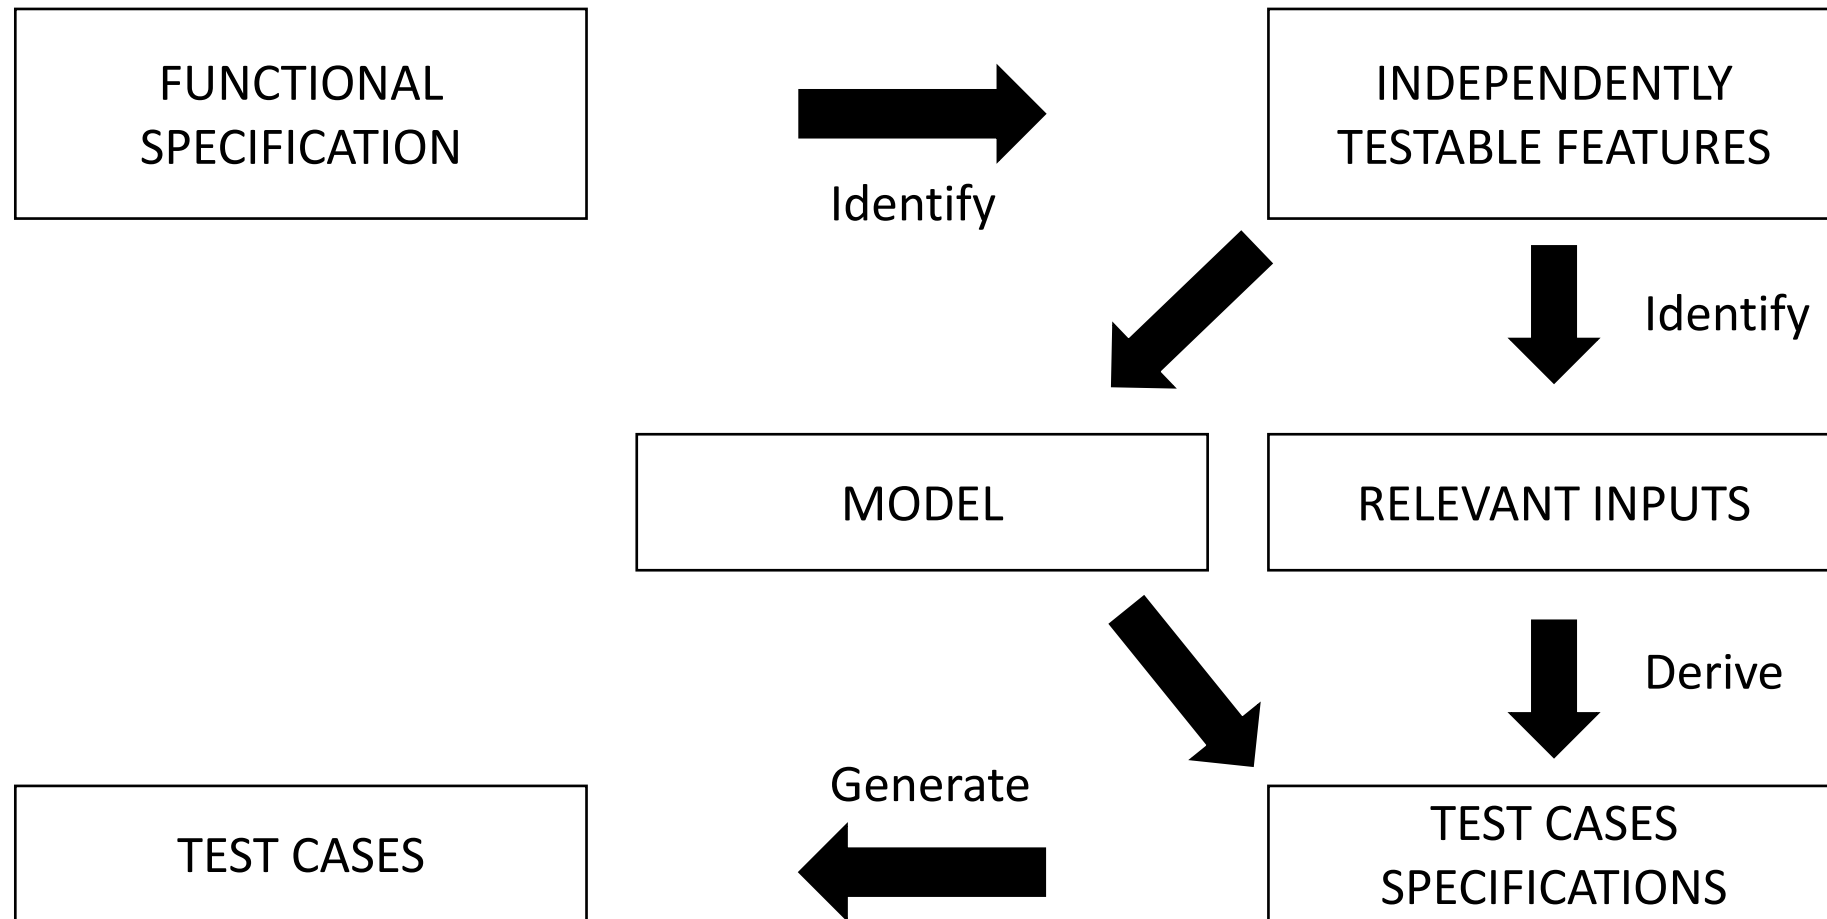 FUNCTIONAL
SPECIFICATION
Identify
INDEPENDENTLY
TESTABLE FEATURES
Identify
MODEL
RELEVANT INPUTS
Derive
Generate
TEST CASES
SPECIFICATIONS
TEST CASES